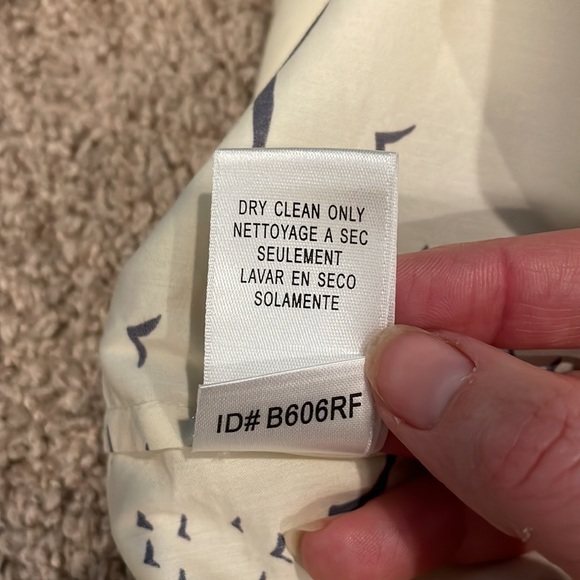 DRY CLEAN ONLY
NETTOYAGE A SEC
SEULEMENT
LAVAR EN SECO
SOLAMENTE
ID# B606RF